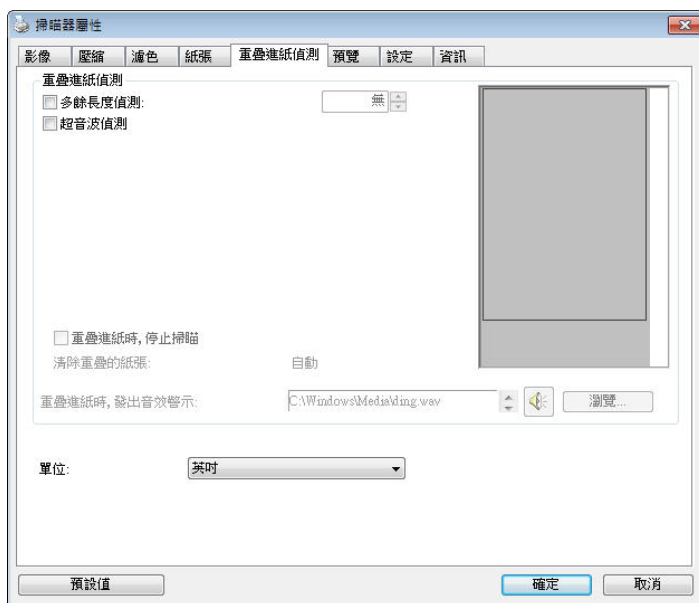 掃瞄器屬性
影像 壓縮 濾色 紙張 重疊進紙偵測 預覽 設定 資訊
重疊進紙偵測
多餘長度偵測: 無
超音波偵測
重疊進紙時, 停止掃瞄
清除重疊的紙張: 自動
重疊進紙時, 發出音效警示: C:\Windows\Media\ding.wav 瀏覽...
單位: 英吋
預設值 確定 取消